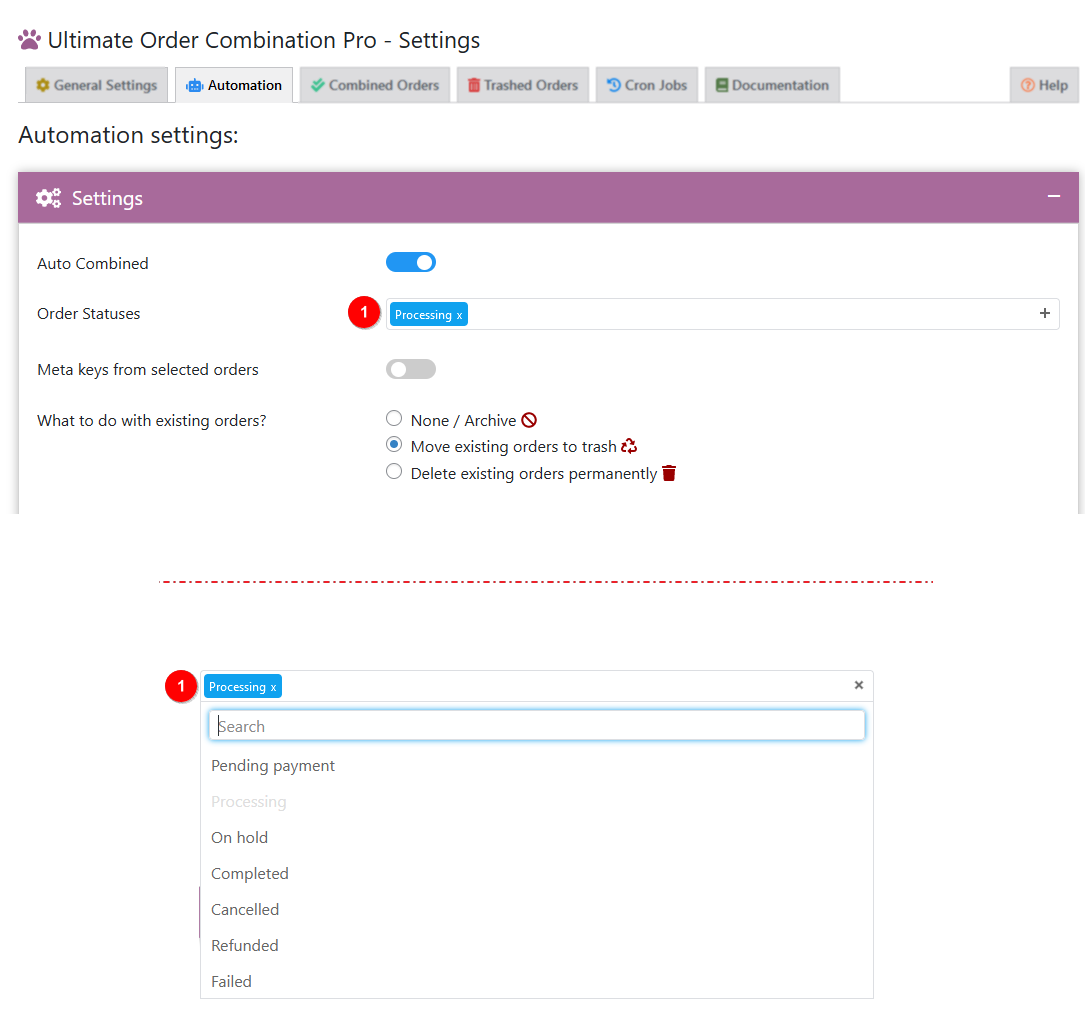 Ultimate Order Combination Pro - Settings
General Settings Automation Combined Orders Trashed Orders Cron Jobs Documentation Help
Automation settings:
Settings
Auto Combined
Order Statuses 1 Processing x +
Meta keys from selected orders
What to do with existing orders? None / Archive
Move existing orders to trash
Delete existing orders permanently
1 Processing x ×
Search
Pending payment
Processing
On hold
Completed
Cancelled
Refunded
Failed